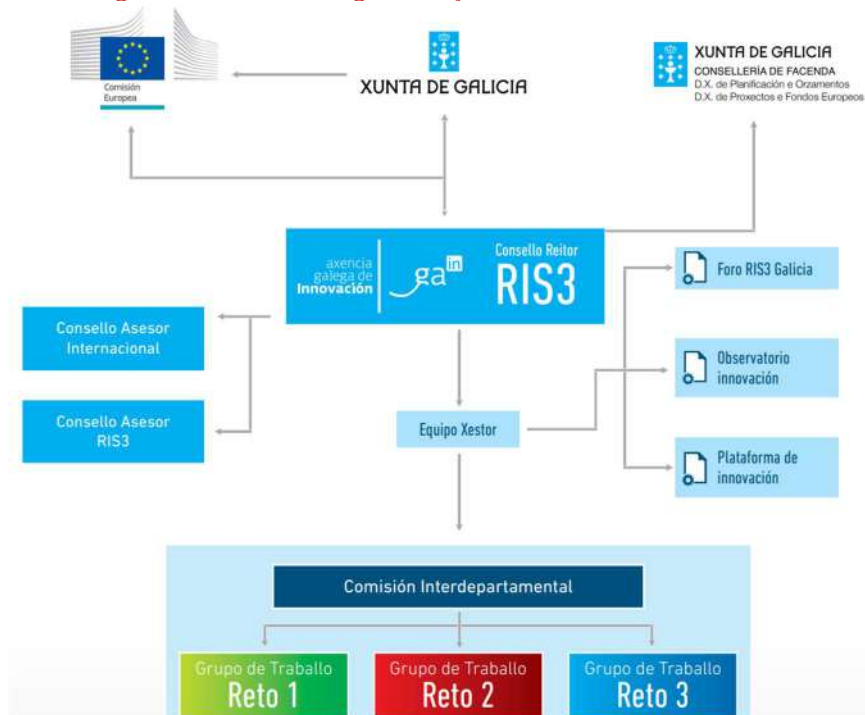 Comisión
Europea
XUNTA DE GALICIA
XUNTA DE GALICIA
CONSELLERÍA DE FACENDA
D.X. de Planificación e Orzamentos
D.X. de Proxectos e Fondos Europeos
axencia
galega de
Innovación
gain
Consello Reitor
RIS3
Foro RIS3 Galicia
Consello Asesor
Internacional
Observatorio
innovación
Consello Asesor
RIS3
Equipo Xestor
Plataforma de
innovación
Comisión Interdepartamental
Grupo de Traballo
Reto 1
Grupo de Traballo
Reto 2
Grupo de Traballo
Reto 3